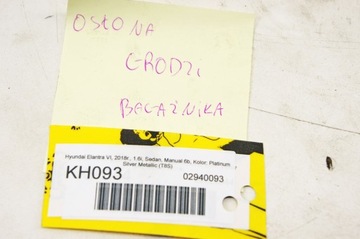 OSŁONA
GRODZI
BAGAŻNIKA
Hyundai Elantra VI, 2018r., 1.6i, Sedan, Manual 6b, Kolor: Platinum
Silver Metallic (T8S)
KH093
02940093